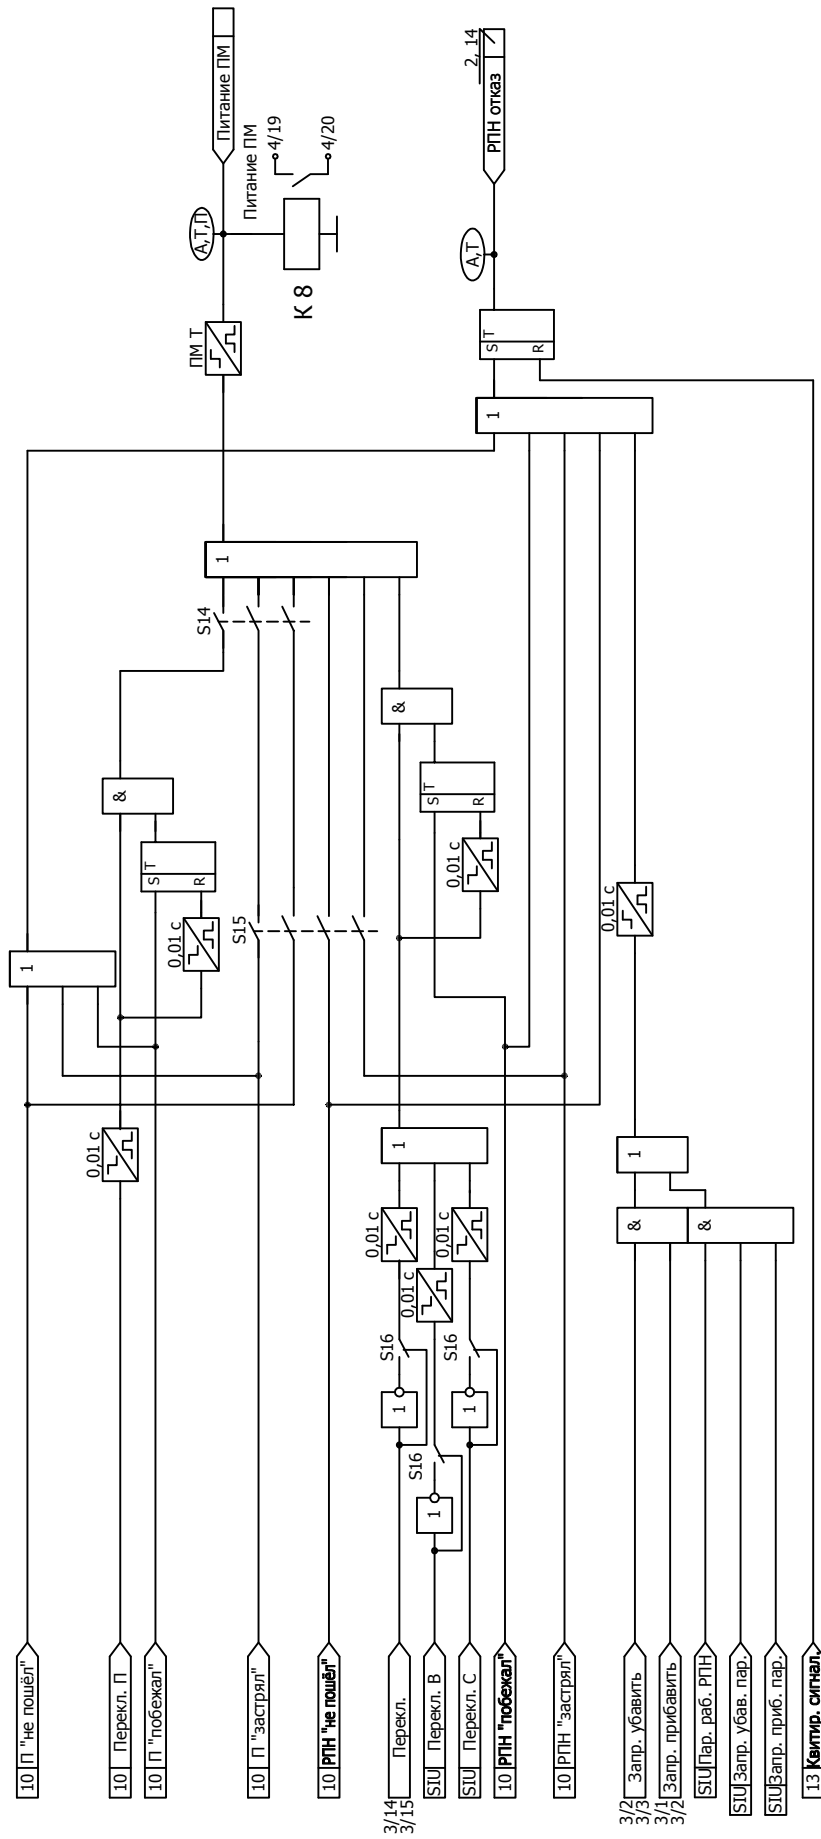 10 П "не пошёл"
10 Перекл. П
10 П "побежал"
10 П "застрял"
10 РПН "не пошёл"
3/14
3/15
Перекл.
SIU Перекл. В
SIU Перекл. С
10 РПН "побежал"
10 РПН "застрял"
3/2
3/3
Запр. убавить
3/1
3/2
Запр. прибавить
SIU Пар. раб. РПН
SIU Запр. убав. пар.
SIU Запр. приб. пар.
13 Квитир. сигнал.
1
S16
1
S16
1
S16
0,01 с
0,01 с
0,01 с
0,01 с
&
&
1
1
1
0,01 с
S T
R
&
S15
0,01 с
0,01 с
S T
R
&
S14
1
1
S T
R
ПМ Т
А,Т,П
К 8
Питание ПМ
4/19
4/20
Питание ПМ
А,Т
РПН отказ
2, 14